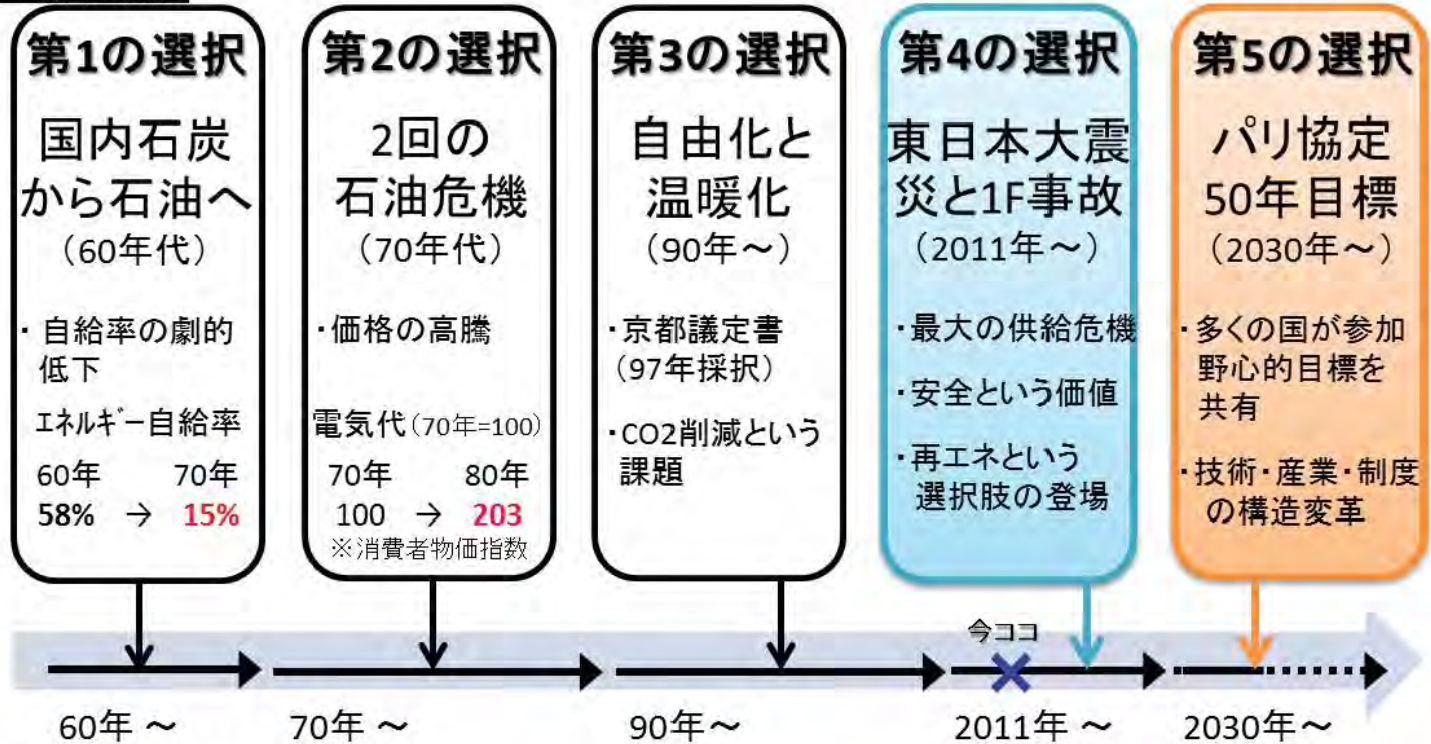 第1の選択
国内石炭
から石油へ
（60年代）
・自給率の劇的
低下
ｴﾈﾙｷﾞｰ自給率
60年 70年
58% → 15%
第2の選択
2回の
石油危機
（70年代）
・価格の高騰
電気代（70年=100）
70年 80年
100 → 203
※消費者物価指数
第3の選択
自由化と
温暖化
（90年～）
・京都議定書
（97年採択）
・CO2削減という
課題
第4の選択
東日本大震
災と1F事故
（2011年～）
・最大の供給危機
・安全という価値
・再エネという
選択肢の登場
第5の選択
パリ協定
50年目標
（2030年～）
・多くの国が参加
野心的目標を
共有
・技術・産業・制度
の構造変革
今ココ
60年～ 70年～ 90年～ 2011年～ 2030年～